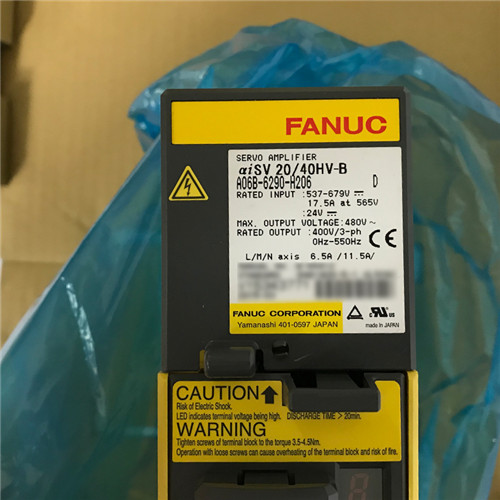 FANUC
SERVO AMPLIFIER
αiSV 20/40HV-B
A06B-6290-H206 D
RATED INPUT :537-679V
17.5A at 565V
:24V
MAX. OUTPUT VOLTAGE:480V~
RATED OUTPUT :400V/3-ph
0Hz-550Hz
CE
L/M/N axis 6.5A /11.5A/
FANUC CORPORATION
Yamanashi 401-0597 JAPAN
c UL US
made in JAPAN
CAUTION
Risk of Electric Shock.
LED indicates terminal voltage being high. DISCHARGE TIME > 20min.
WARNING
Tighten screws of terminal block to the torque 3.5-4.5Nm.
Operation with loose screws can cause overheating of the terminal block and risk of fire.